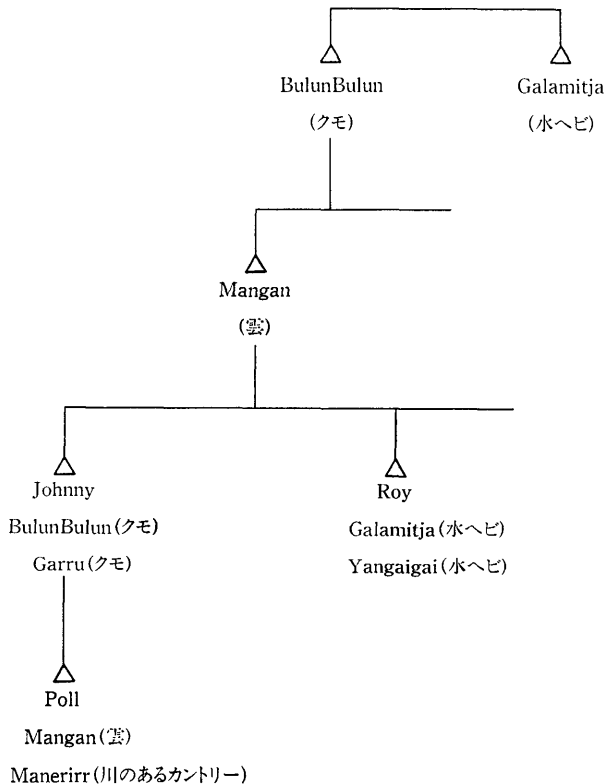 BulunBulun Galamitja
(クモ) (水ヘビ)
Mangan
(雲)
Johnny Roy
BulunBulun(クモ) Galamitja(水ヘビ)
Garru(クモ) Yangaigai(水ヘビ)
Poll
Mangan(雲)
Manerirr(川のあるカントリー)